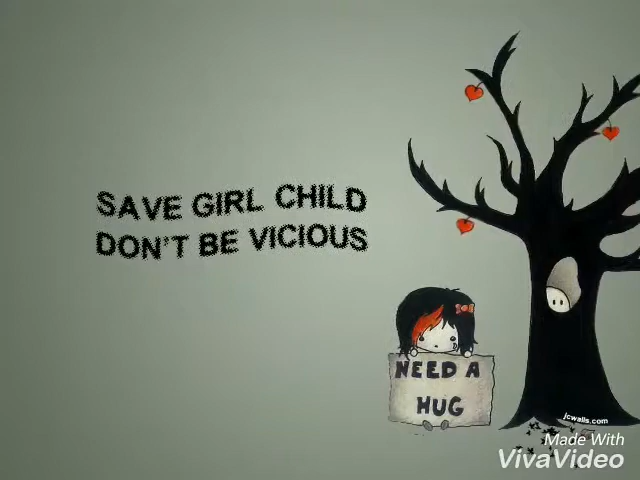 SAVE GIRL CHILD
DON'T BE VICIOUS
NEED A
HUG
jcwalls.com
Made With
VivaVideo